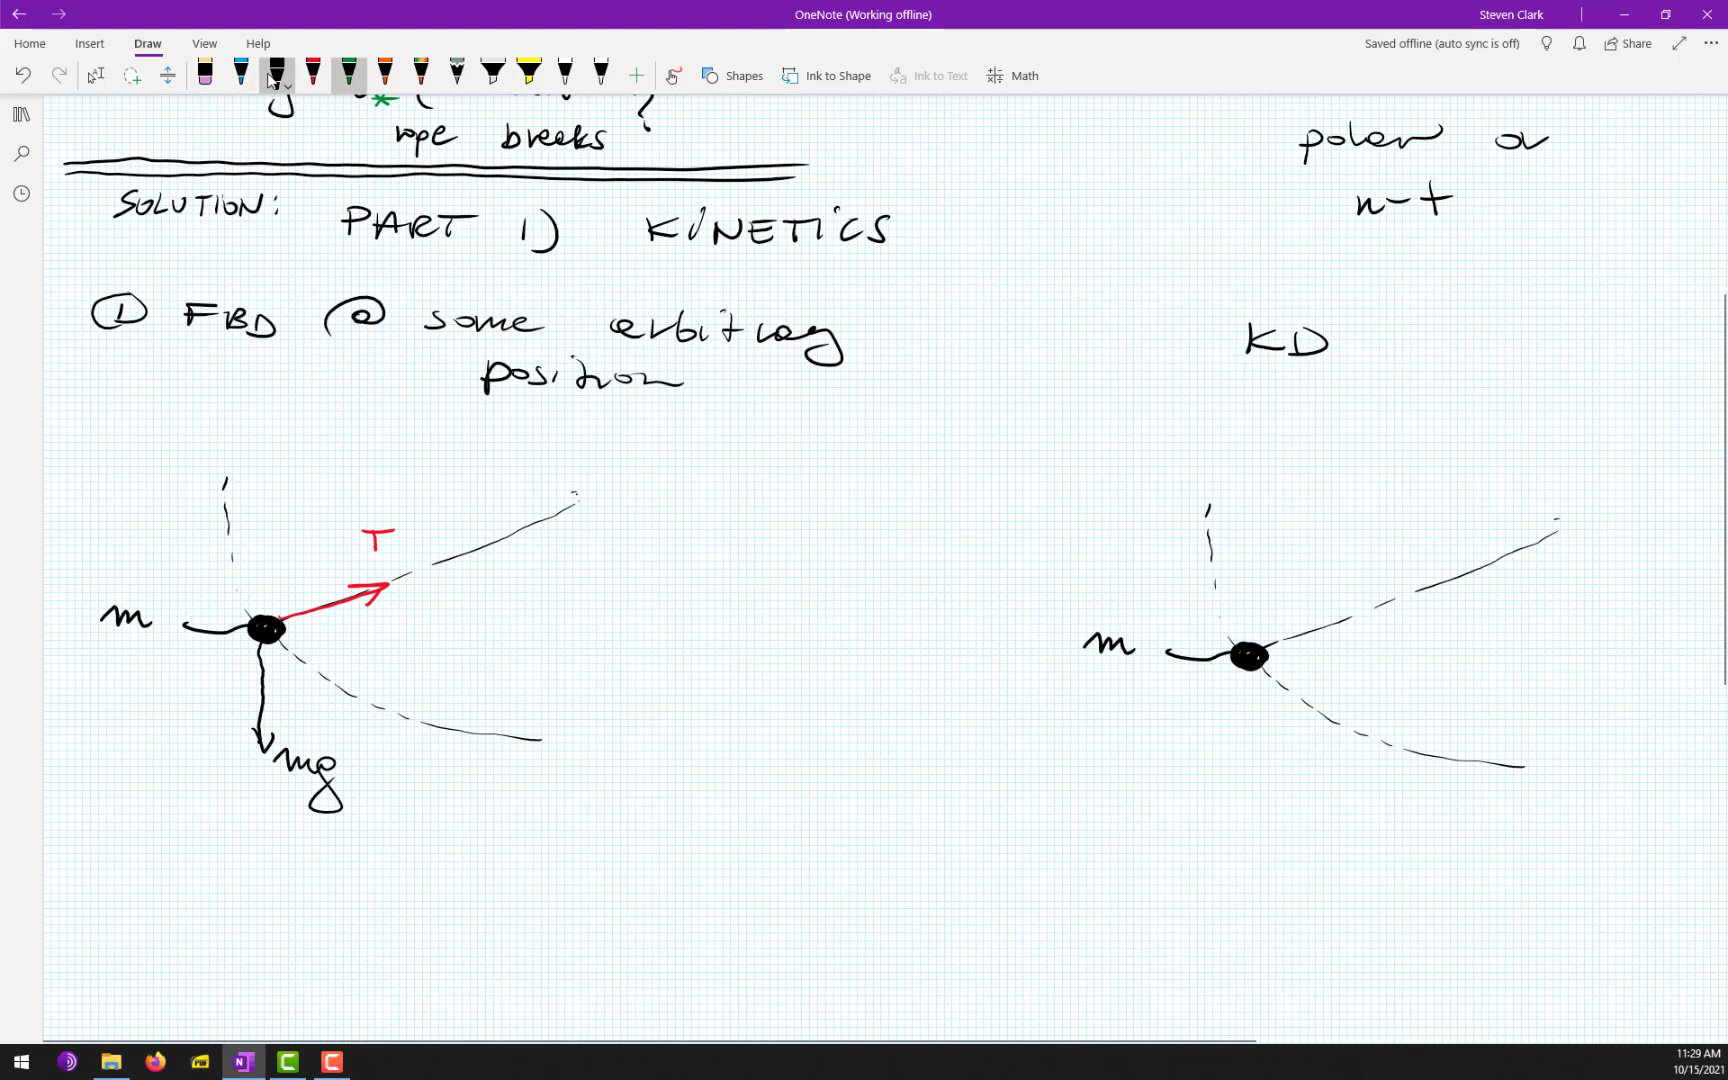 OneNote (Working offline)
Steven Clark
Home Insert Draw View Help
Saved offline (auto sync is off)
Share
Shapes
Ink to Shape
Ink to Text
Math
rope breaks ?
polar or
n-t
SOLUTION:
PART 1) KINETICS
① FBD @ some arbitrary
position
KD
T
m
mg
m
11:29 AM
10/15/2021